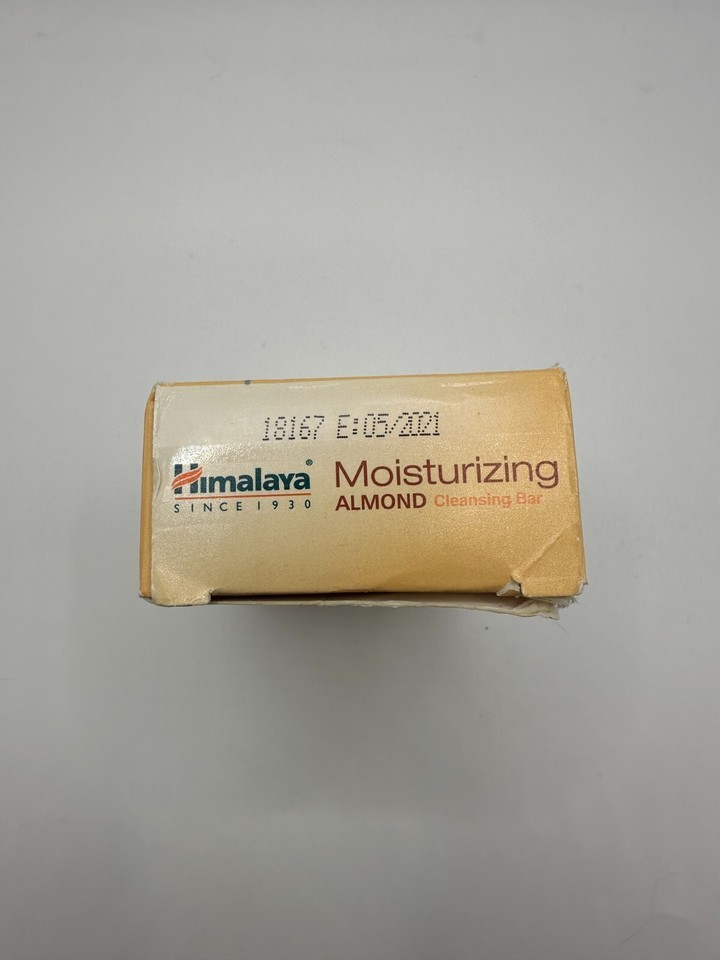 18167 E:05/2021
Himalaya®
SINCE 1930
Moisturizing
ALMOND Cleansing Bar